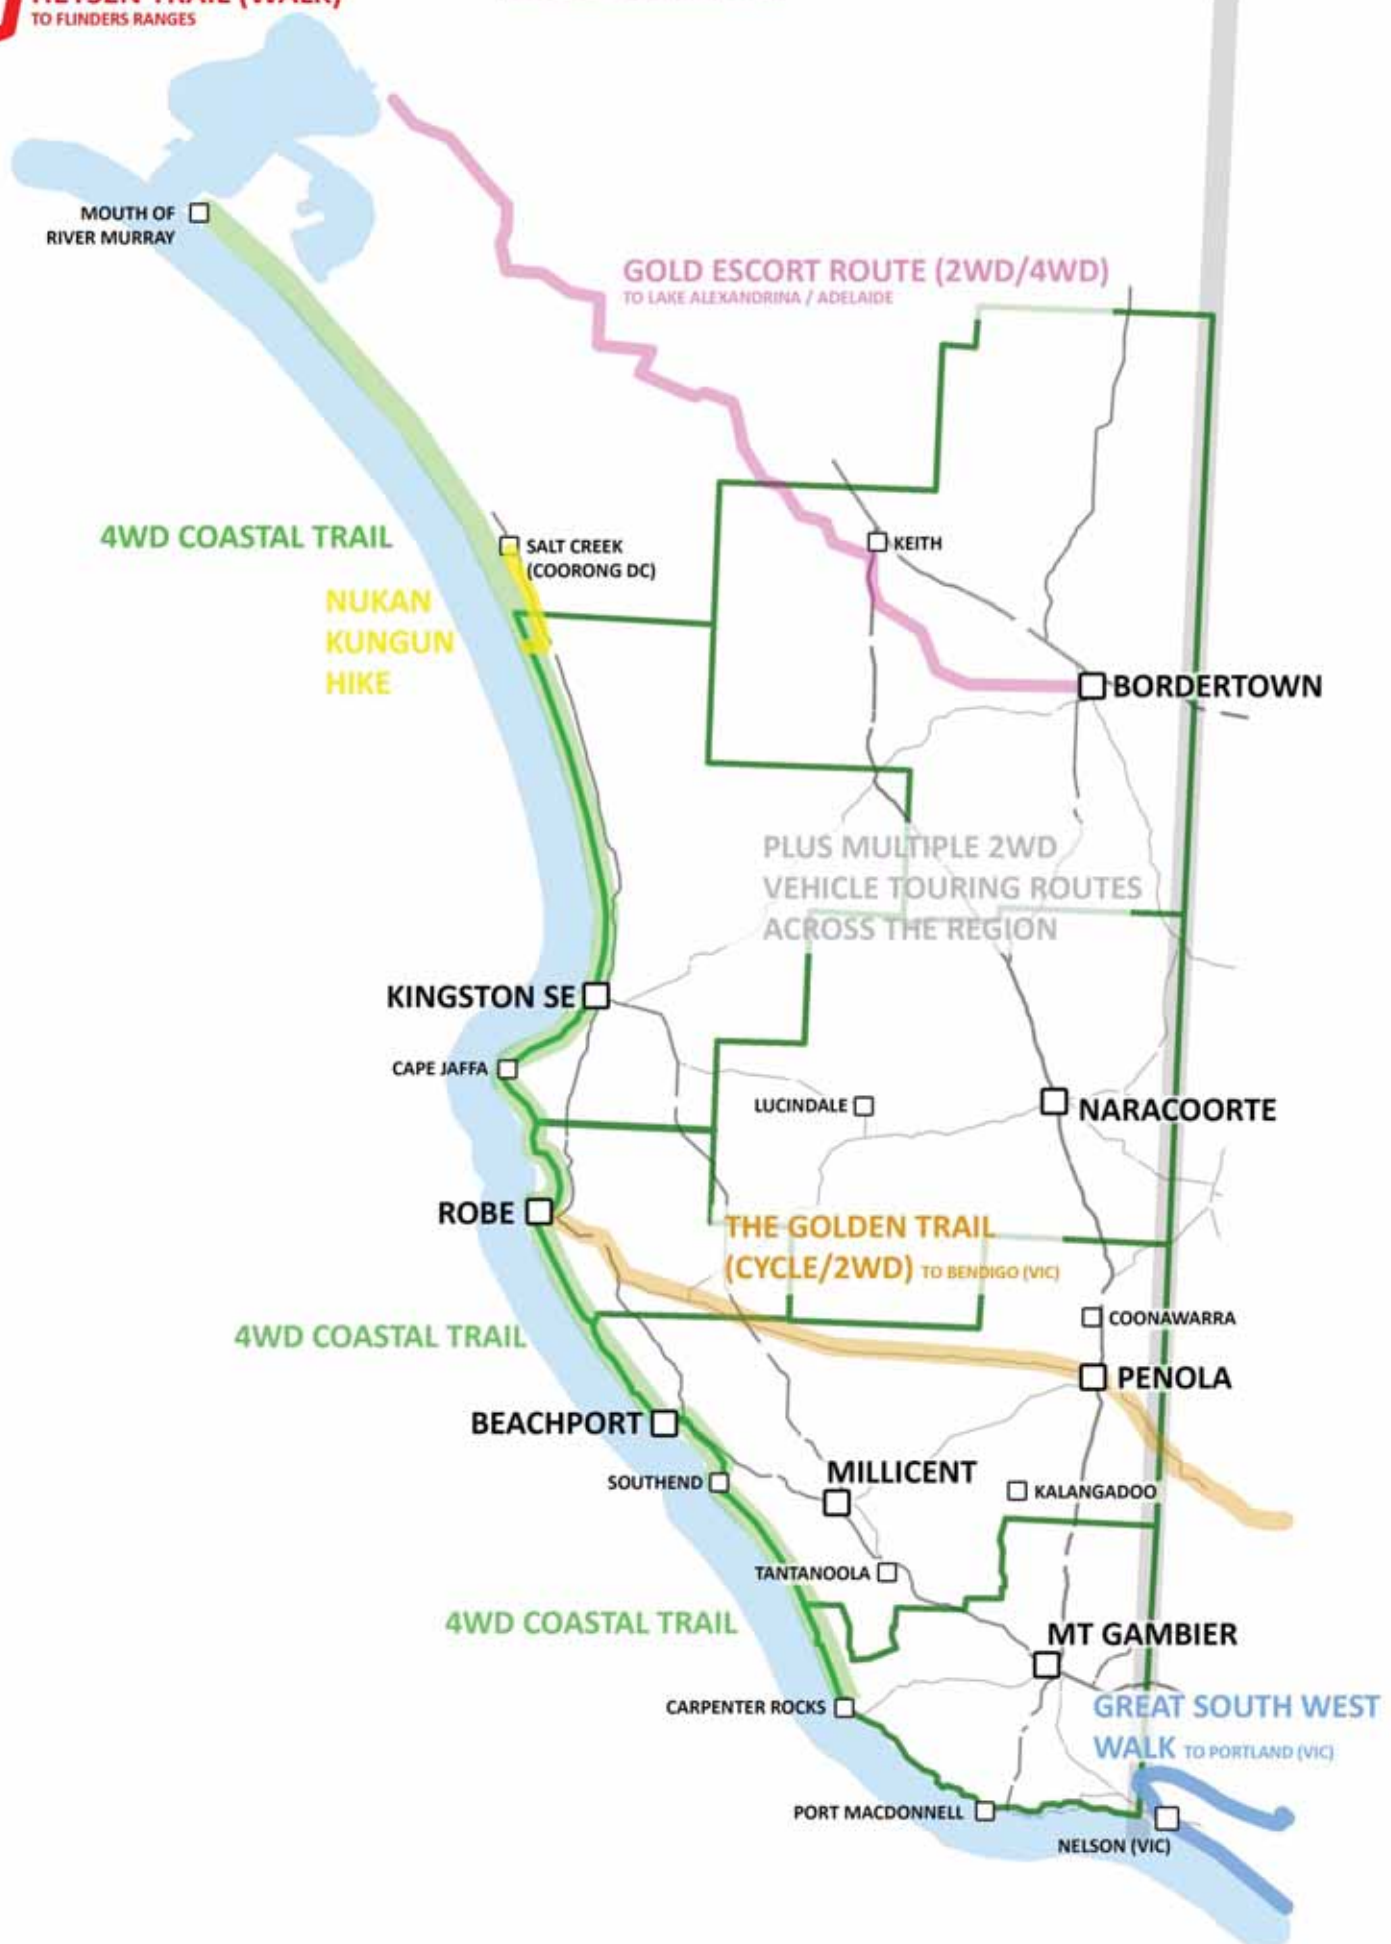 TO FLINDERS RANGES
MOUTH OF
RIVER MURRAY
GOLD ESCORT ROUTE (2WD/4WD)
TO LAKE ALEXANDRINA / ADELAIDE
4WD COASTAL TRAIL
SALT CREEK
(COORONG DC)
KEITH
NUKAN
KUNGUN
HIKE
BORDERTOWN
PLUS MULTIPLE 2WD
VEHICLE TOURING ROUTES
ACROSS THE REGION
KINGSTON SE
CAPE JAFFA
LUCINDALE
NARACOORTE
ROBE
THE GOLDEN TRAIL
(CYCLE/2WD) TO BENDIGO (VIC)
COONAWARRA
4WD COASTAL TRAIL
PENOLA
BEACHPORT
MILLICENT
SOUTHEND
KALANGADOO
TANTANOOLA
4WD COASTAL TRAIL
MT GAMBIER
CARPENTER ROCKS
GREAT SOUTH WEST
WALK TO PORTLAND (VIC)
PORT MACDONNELL
NELSON (VIC)